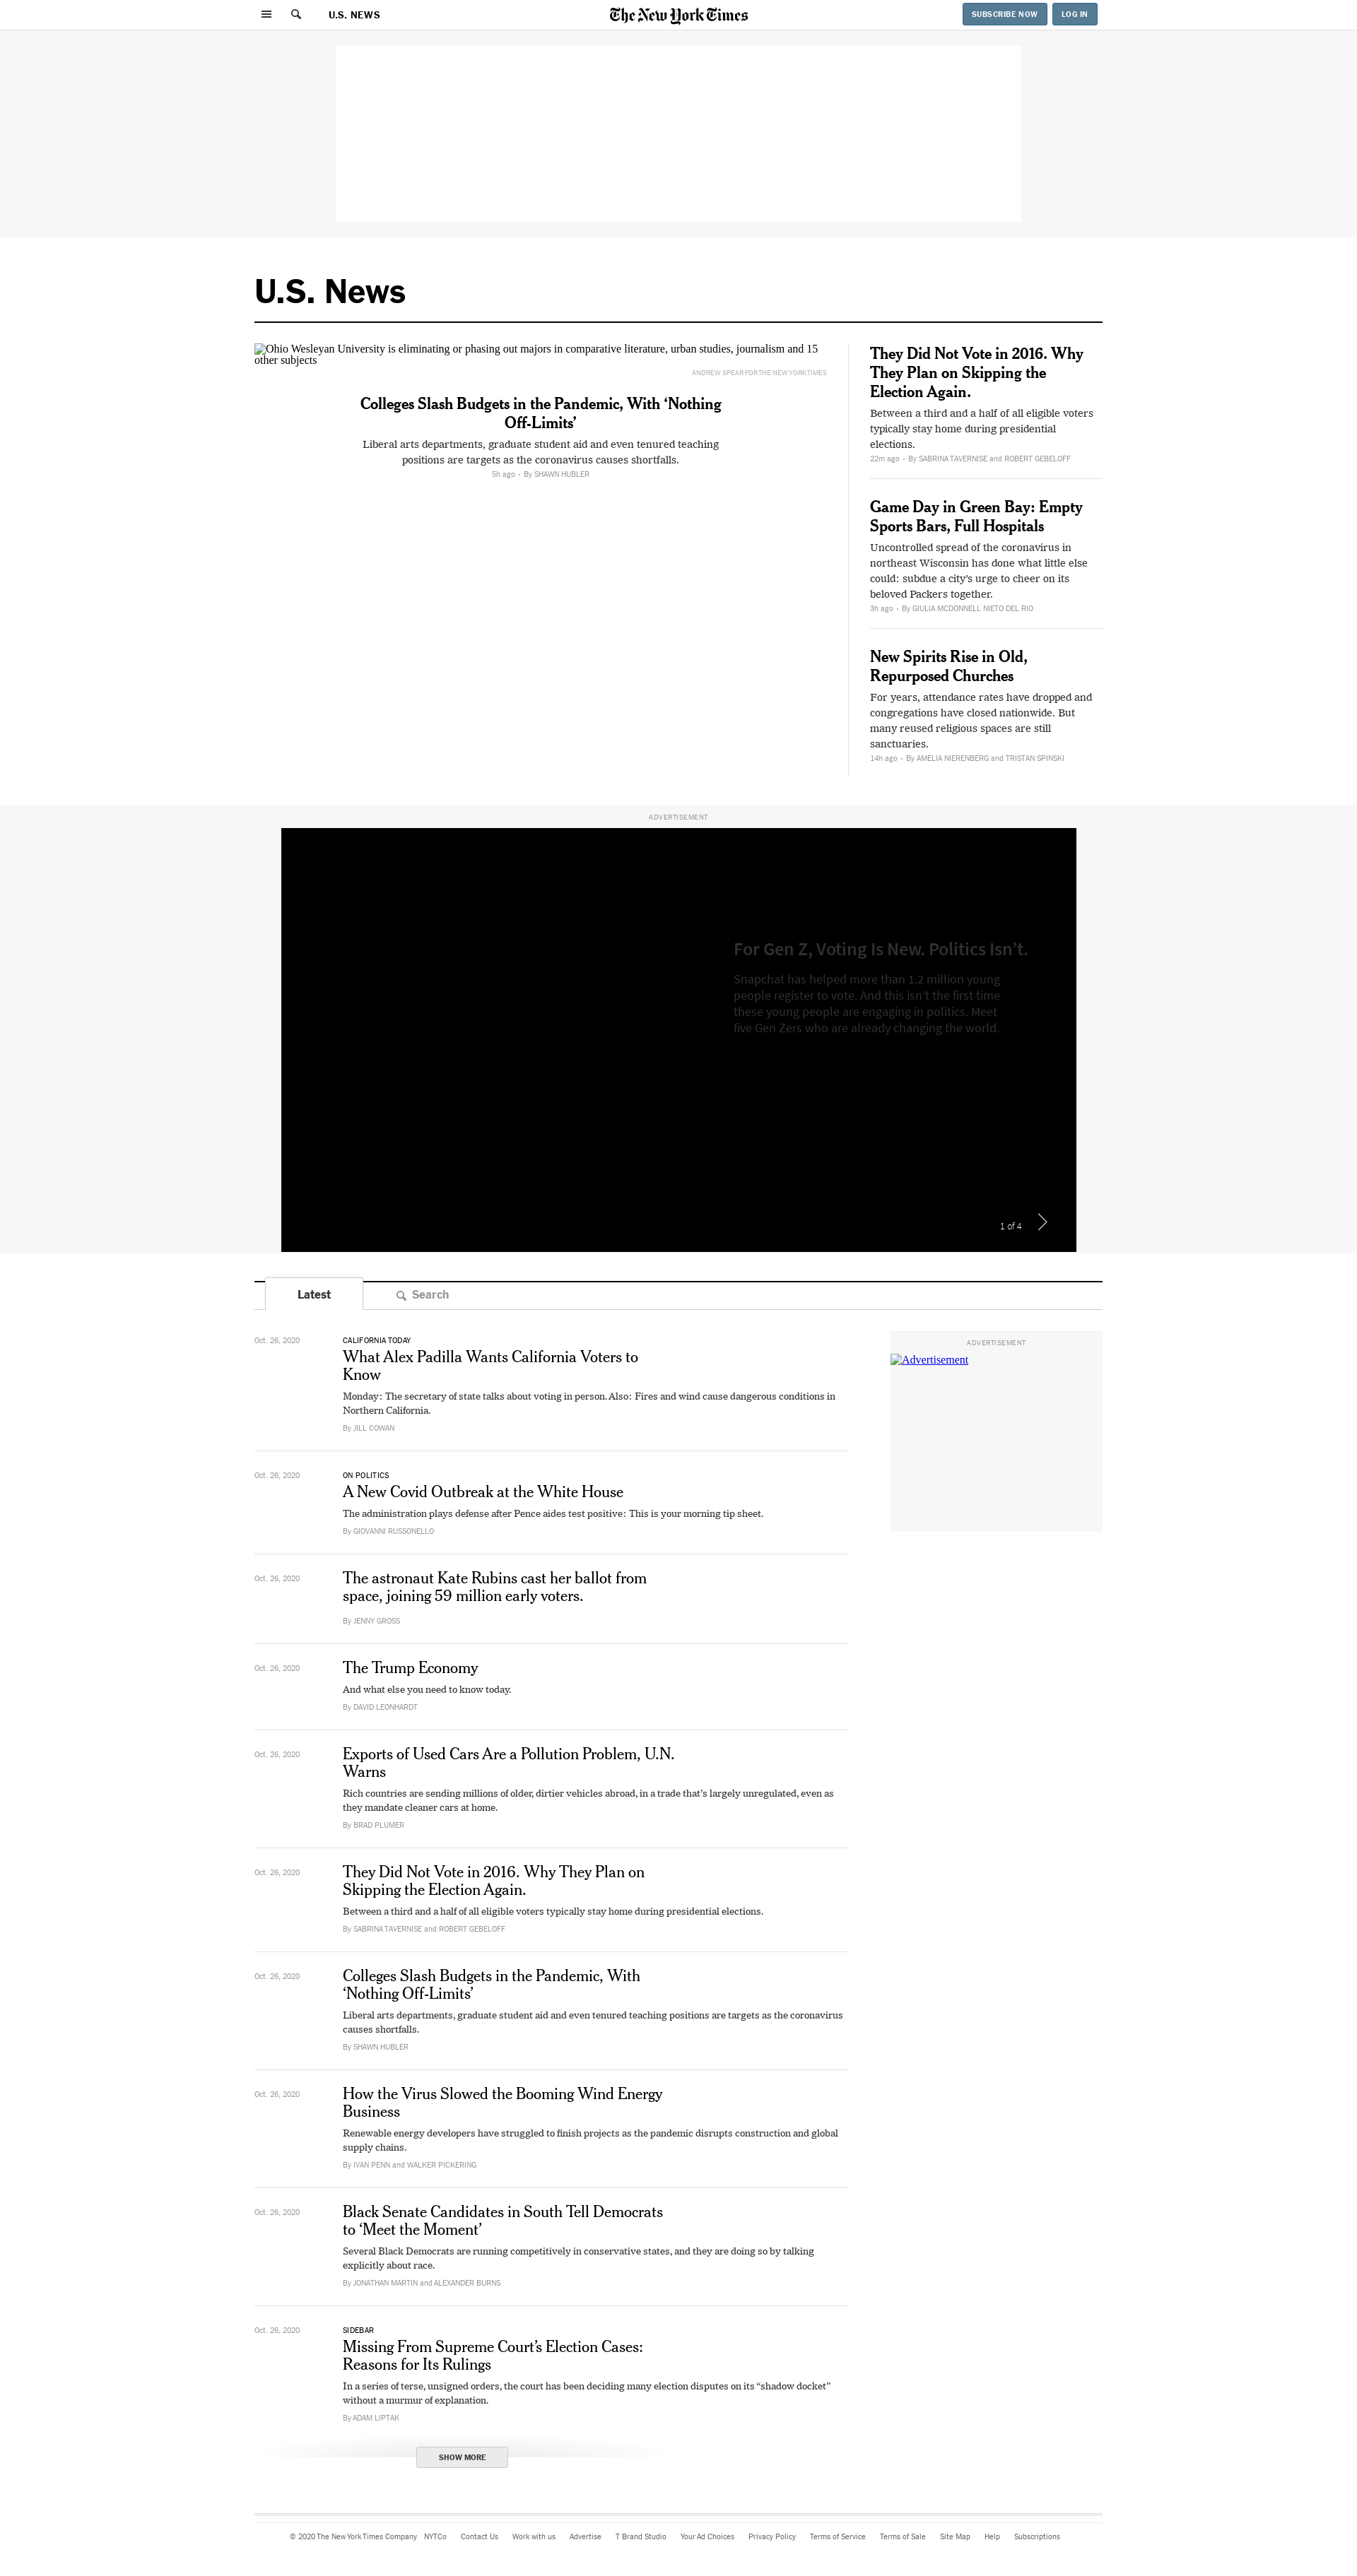 U.S. NEWS
The New York Times
SUBSCRIBE NOW
LOG IN
U.S. News
Ohio Wesleyan University is eliminating or phasing out majors in comparative literature, urban studies, journalism and 15
other subjects
ANDREW SPEAR FOR THE NEW YORK TIMES
Colleges Slash Budgets in the Pandemic, With ‘Nothing
Off-Limits’
Liberal arts departments, graduate student aid and even tenured teaching
positions are targets as the coronavirus causes shortfalls.
5h ago • By SHAWN HUBLER
They Did Not Vote in 2016. Why
They Plan on Skipping the
Election Again.
Between a third and a half of all eligible voters
typically stay home during presidential
elections.
22m ago • By SABRINA TAVERNISE and ROBERT GEBELOFF
Game Day in Green Bay: Empty
Sports Bars, Full Hospitals
Uncontrolled spread of the coronavirus in
northeast Wisconsin has done what little else
could: subdue a city’s urge to cheer on its
beloved Packers together.
3h ago • By GIULIA MCDONNELL NIETO DEL RIO
New Spirits Rise in Old,
Repurposed Churches
For years, attendance rates have dropped and
congregations have closed nationwide. But
many reused religious spaces are still
sanctuaries.
14h ago • By AMELIA NIERENBERG and TRISTAN SPINSKI
ADVERTISEMENT
For Gen Z, Voting Is New. Politics Isn’t.
Snapchat has helped more than 1.2 million young
people register to vote. And this isn’t the first time
these young people are engaging in politics. Meet
five Gen Zers who are already changing the world.
1 of 4
Latest
Search
Oct. 26, 2020
CALIFORNIA TODAY
What Alex Padilla Wants California Voters to
Know
Monday: The secretary of state talks about voting in person. Also: Fires and wind cause dangerous conditions in
Northern California.
By JILL COWAN
ADVERTISEMENT
Advertisement
Oct. 26, 2020
ON POLITICS
A New Covid Outbreak at the White House
The administration plays defense after Pence aides test positive: This is your morning tip sheet.
By GIOVANNI RUSSONELLO
Oct. 26, 2020
The astronaut Kate Rubins cast her ballot from
space, joining 59 million early voters.
By JENNY GROSS
Oct. 26, 2020
The Trump Economy
And what else you need to know today.
By DAVID LEONHARDT
Oct. 26, 2020
Exports of Used Cars Are a Pollution Problem, U.N.
Warns
Rich countries are sending millions of older, dirtier vehicles abroad, in a trade that’s largely unregulated, even as
they mandate cleaner cars at home.
By BRAD PLUMER
Oct. 26, 2020
They Did Not Vote in 2016. Why They Plan on
Skipping the Election Again.
Between a third and a half of all eligible voters typically stay home during presidential elections.
By SABRINA TAVERNISE and ROBERT GEBELOFF
Oct. 26, 2020
Colleges Slash Budgets in the Pandemic, With
‘Nothing Off-Limits’
Liberal arts departments, graduate student aid and even tenured teaching positions are targets as the coronavirus
causes shortfalls.
By SHAWN HUBLER
Oct. 26, 2020
How the Virus Slowed the Booming Wind Energy
Business
Renewable energy developers have struggled to finish projects as the pandemic disrupts construction and global
supply chains.
By IVAN PENN and WALKER PICKERING
Oct. 26, 2020
Black Senate Candidates in South Tell Democrats
to ‘Meet the Moment’
Several Black Democrats are running competitively in conservative states, and they are doing so by talking
explicitly about race.
By JONATHAN MARTIN and ALEXANDER BURNS
Oct. 26, 2020
SIDEBAR
Missing From Supreme Court’s Election Cases:
Reasons for Its Rulings
In a series of terse, unsigned orders, the court has been deciding many election disputes on its “shadow docket”
without a murmur of explanation.
By ADAM LIPTAK
SHOW MORE
© 2020 The New York Times Company NYTCo Contact Us Work with us Advertise T Brand Studio Your Ad Choices Privacy Policy Terms of Service Terms of Sale Site Map Help Subscriptions